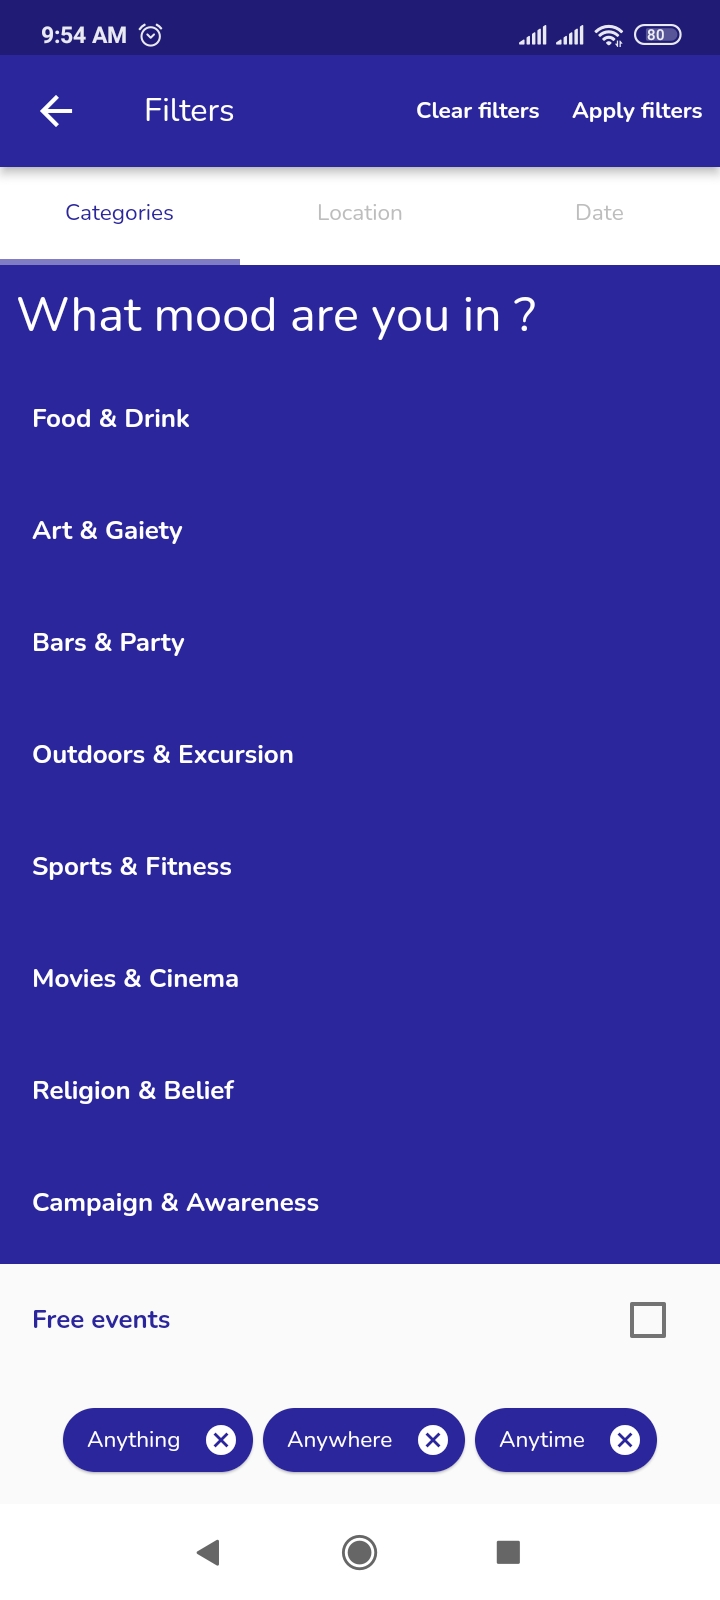 9:54 AM 80
Filters Clear filters Apply filters
Categories Location Date
What mood are you in ?
Food & Drink
Art & Gaiety
Bars & Party
Outdoors & Excursion
Sports & Fitness
Movies & Cinema
Religion & Belief
Campaign & Awareness
Free events
Anything Anywhere Anytime